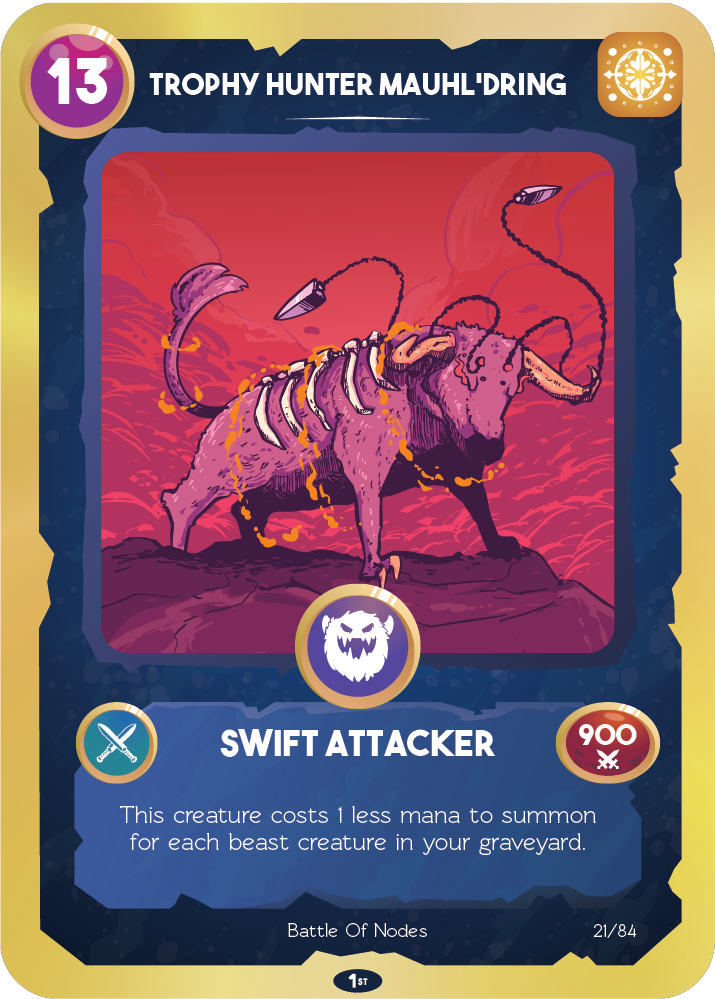 13
TROPHY HUNTER MAUHL'DRING
SWIFT ATTACKER
900
This creature costs 1 less mana to summon
for each beast creature in your graveyard.
Battle Of Nodes
21/84
1ST